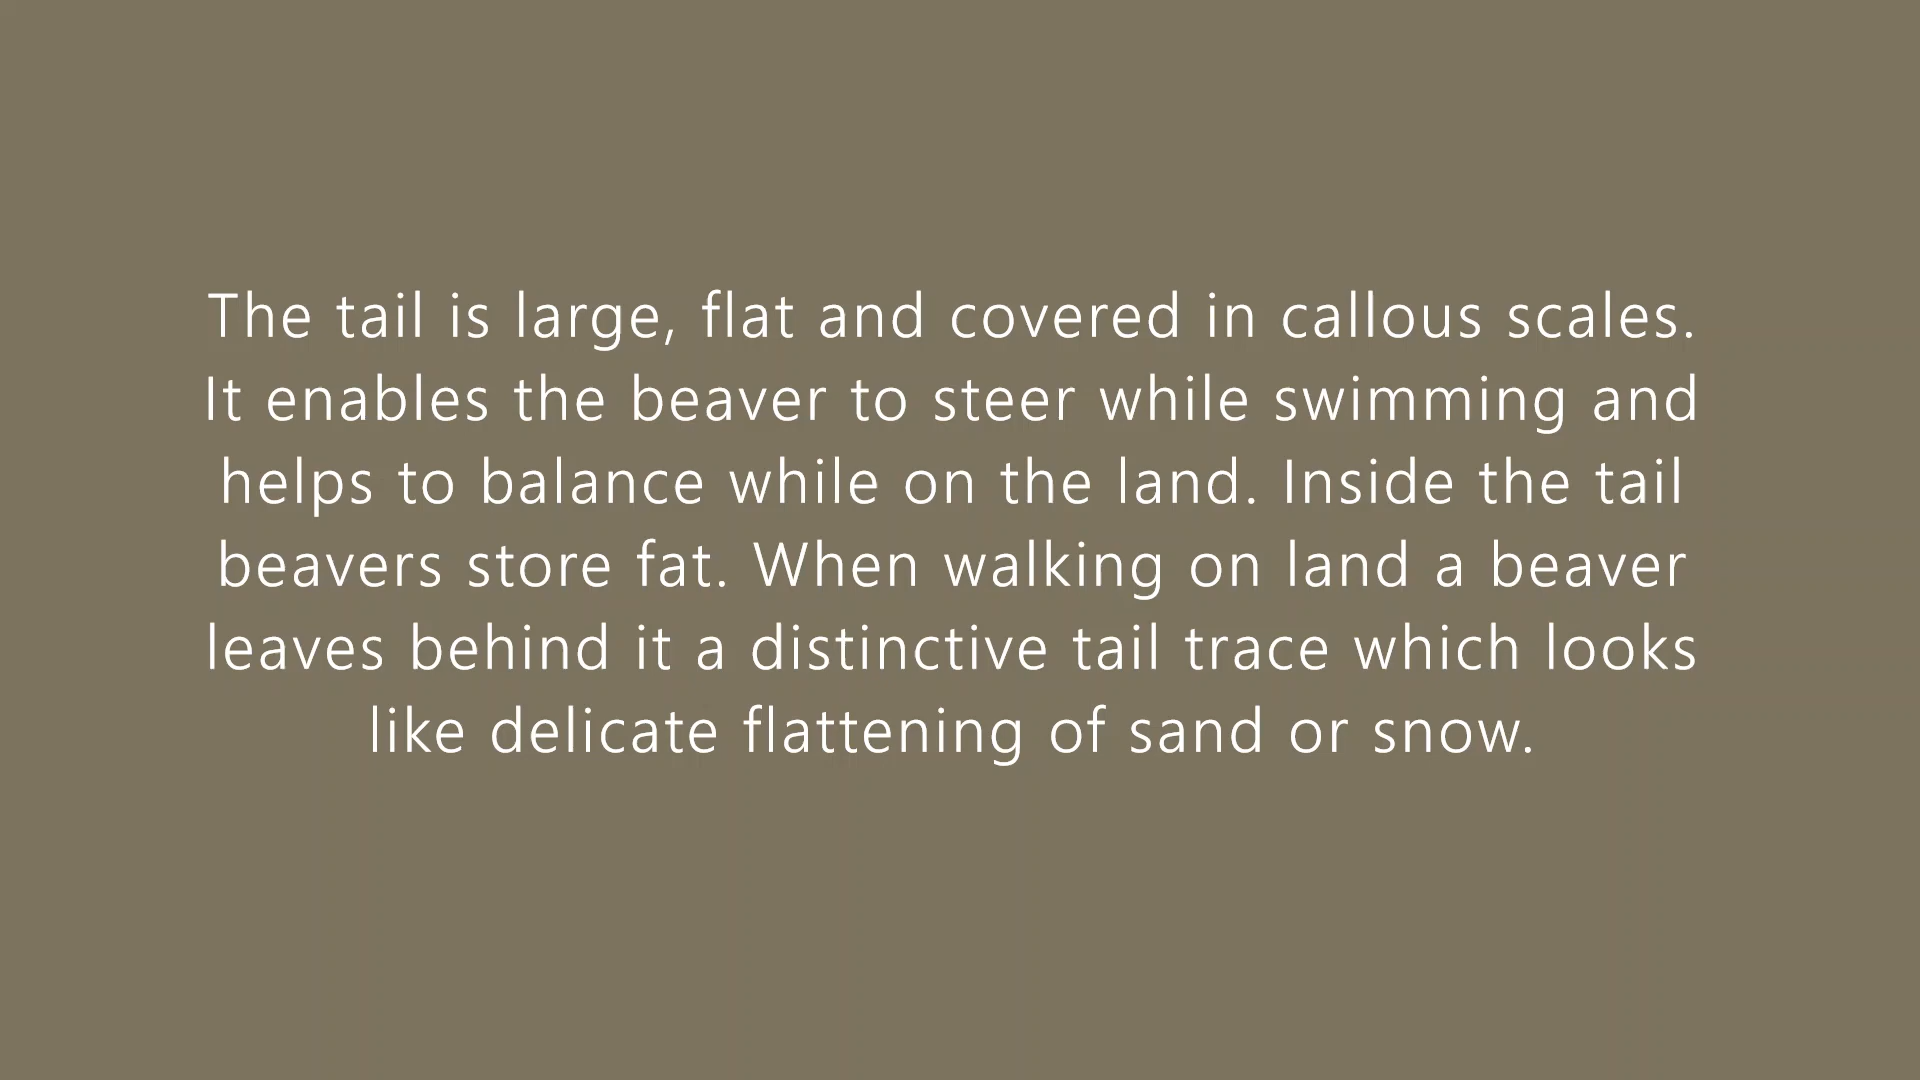 The tail is large, flat and covered in callous scales.
It enables the beaver to steer while swimming and
helps to balance while on the land. Inside the tail
beavers store fat. When walking on land a beaver
leaves behind it a distinctive tail trace which looks
like delicate flattening of sand or snow.